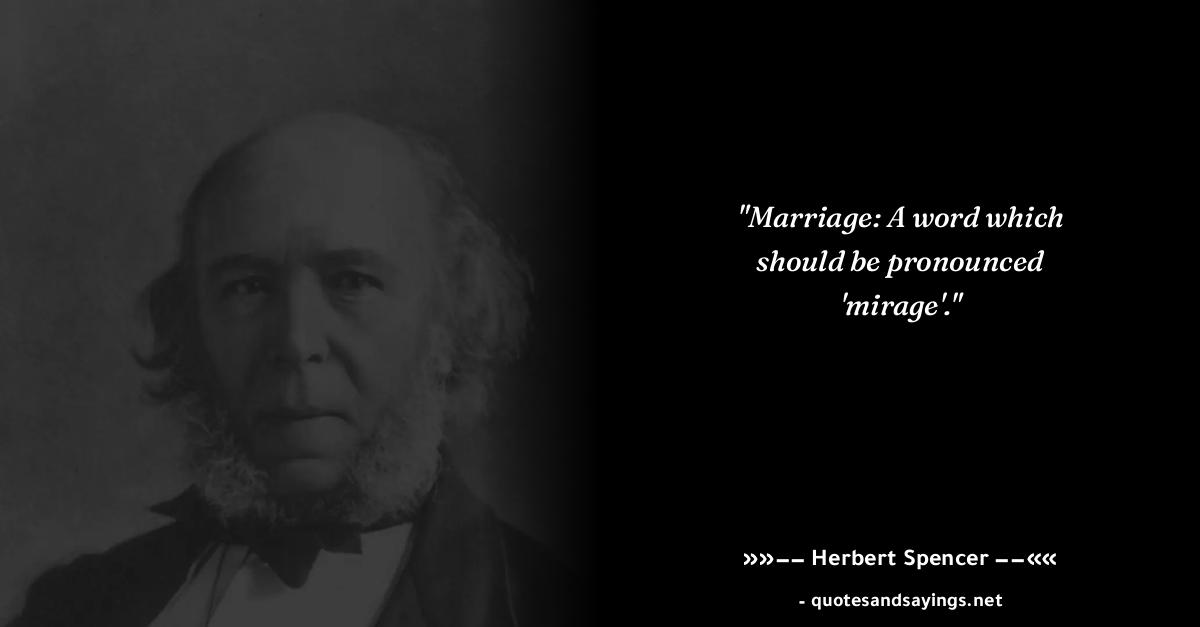 "Marriage: A word which
should be pronounced
'mirage'."
»»−− Herbert Spencer −−««
- quotesandsayings.net